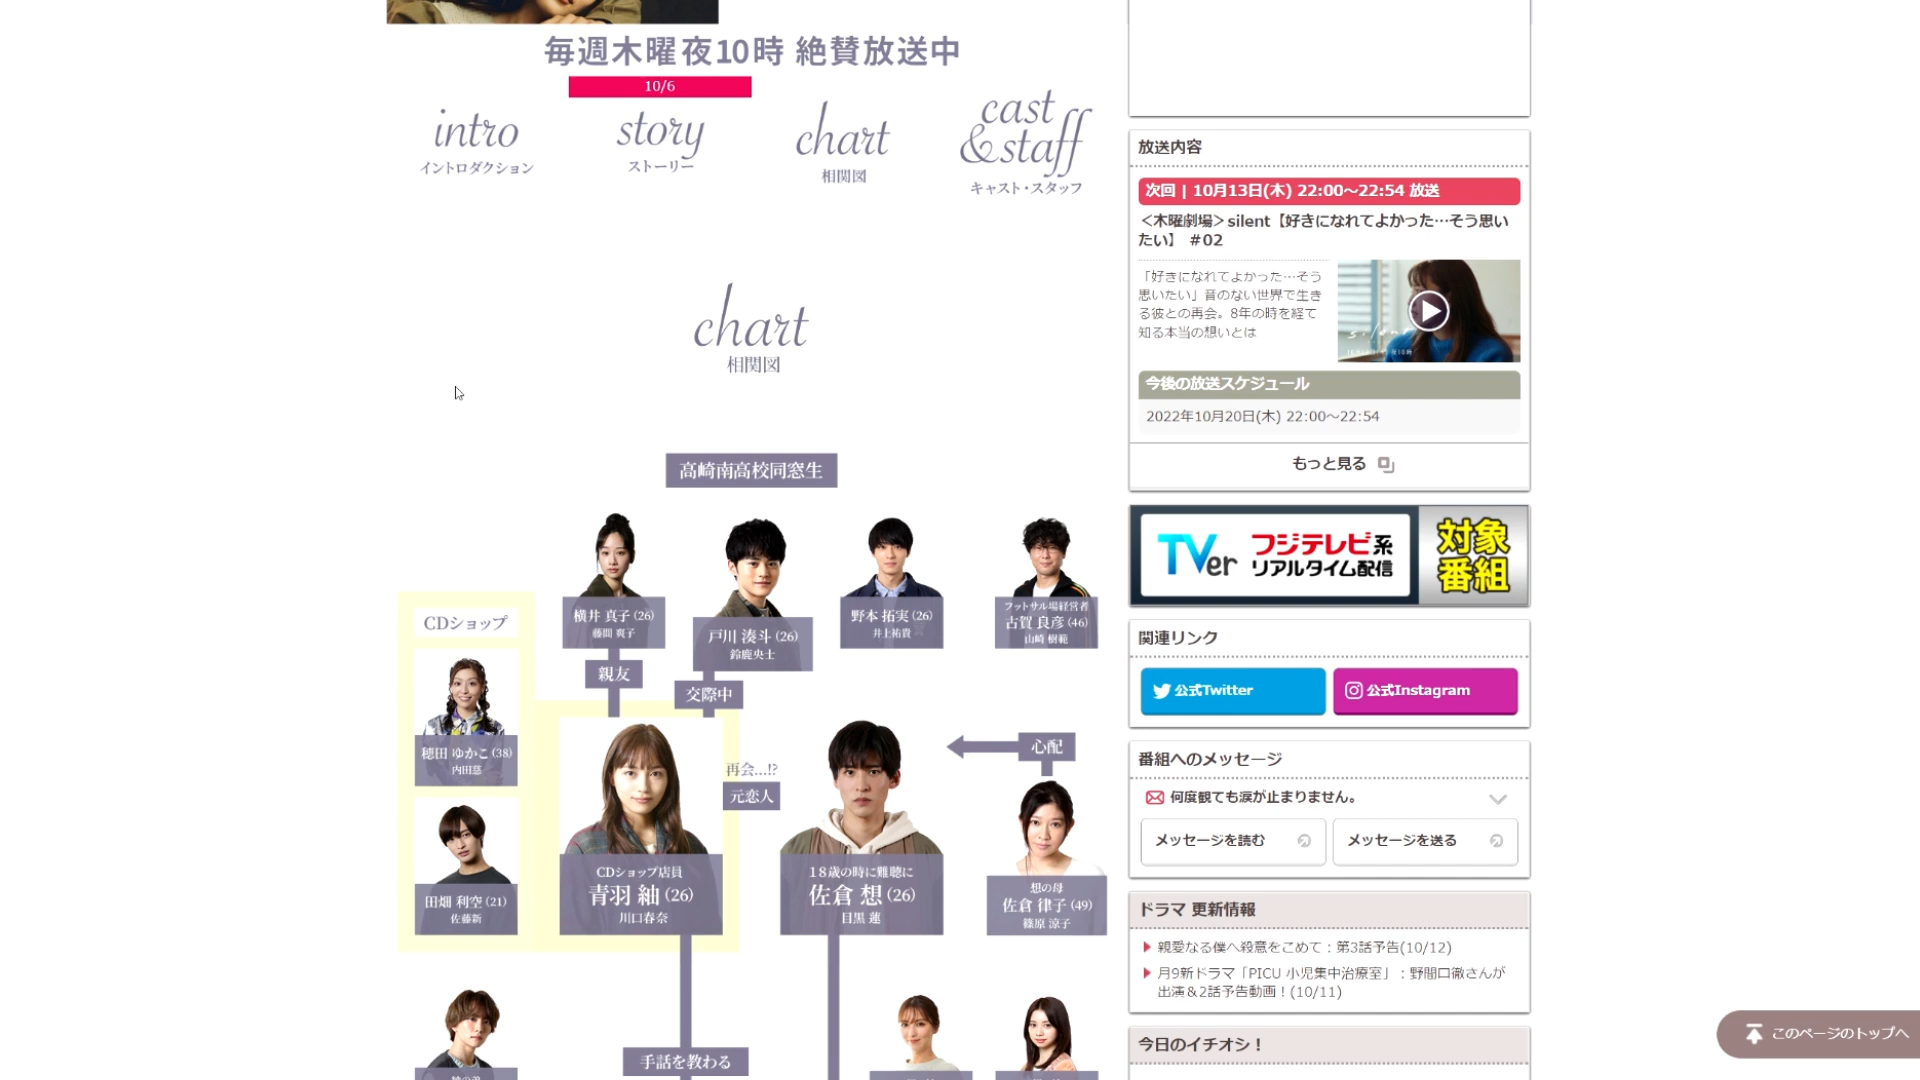 毎週木曜夜10時 絶賛放送中
10/6
intro
イントロダクション
story
ストーリー
chart
相関図
cast
&staff
キャスト・スタッフ
chart
相関図
高崎南高校同窓生
横井 真子(26)
藤間 爽子
戸川 湊斗(26)
鈴鹿央士
野本 拓実(26)
井上祐貴
フットサル場経営者
古賀 良彦(46)
山崎 樹範
親友
交際中
CDショップ
穂田 ゆかこ(38)
内田慈
田畑 利空(21)
佐藤新
CDショップ店員
青羽 紬(26)
川口春奈
再会...!?
元恋人
18歳の時に難聴に
佐倉 想(26)
目黒 蓮
心配
想の母
佐倉 律子(49)
篠原 涼子
手話を教わる
放送内容
次回 | 10月13日(木) 22:00～22:54 放送
<木曜劇場>silent【好きになれてよかった…そう思い
たい】 #02
「好きになれてよかった…そう
思いたい」音のない世界で生き
る彼との再会。8年の時を経て
知る本当の想いとは
silent
今後の放送スケジュール
2022年10月20日(木) 22:00～22:54
もっと見る
TVer フジテレビ系
リアルタイム配信
対象
番組
関連リンク
公式Twitter
公式Instagram
番組へのメッセージ
何度観ても涙が止まりません。
メッセージを読む
メッセージを送る
ドラマ 更新情報
親愛なる僕へ殺意をこめて：第3話予告(10/12)
月9新ドラマ「PICU 小児集中治療室」：野間口徹さんが
出演＆2話予告動画！(10/11)
今日のイチオシ！
このページのトップへ